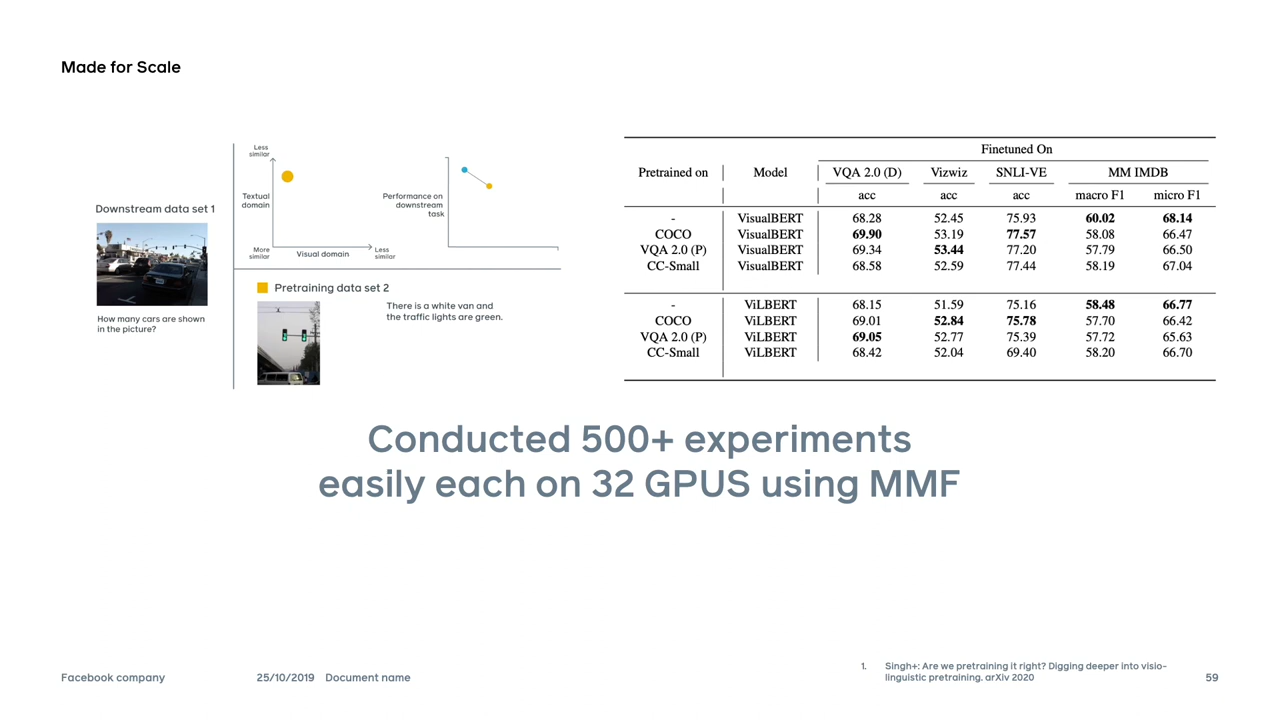 Made for Scale
Less
similar
Textual
domain
More
similar
Visual domain
Less
similar
Performance on
downstream
task
Downstream data set 1
How many cars are shown
in the picture?
Pretraining data set 2
There is a white van and
the traffic lights are green.
Finetuned On
Pretrained on Model VQA 2.0 (D) Vizwiz SNLI-VE MM IMDB
acc acc acc macro F1 micro F1
- VisualBERT 68.28 52.45 75.93 60.02 68.14
COCO VisualBERT 69.90 53.19 77.57 58.08 66.47
VQA 2.0 (P) VisualBERT 69.34 53.44 77.20 57.79 66.50
CC-Small VisualBERT 68.58 52.59 77.44 58.19 67.04
- ViLBERT 68.15 51.59 75.16 58.48 66.77
COCO ViLBERT 69.01 52.84 75.78 57.70 66.42
VQA 2.0 (P) ViLBERT 69.05 52.77 75.39 57.72 65.63
CC-Small ViLBERT 68.42 52.04 69.40 58.20 66.70
Conducted 500+ experiments
easily each on 32 GPUS using MMF
Facebook company 25/10/2019 Document name
1. Singh+: Are we pretraining it right? Digging deeper into visio-
linguistic pretraining. arXiv 2020
59